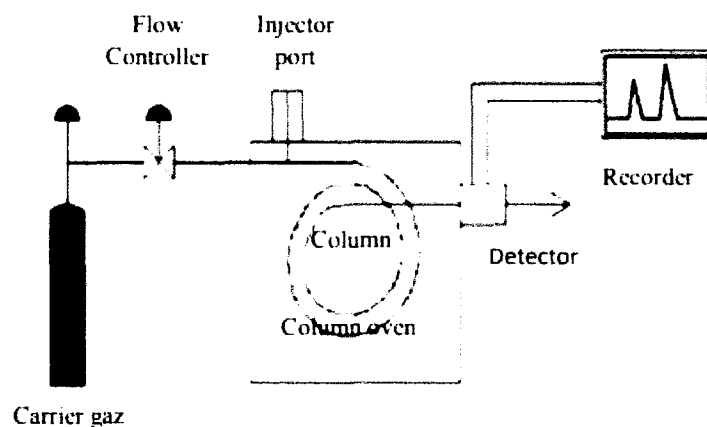 Flow
Controller
Injector
port
Recorder
Column
Detector
Column oven
Carrier gaz